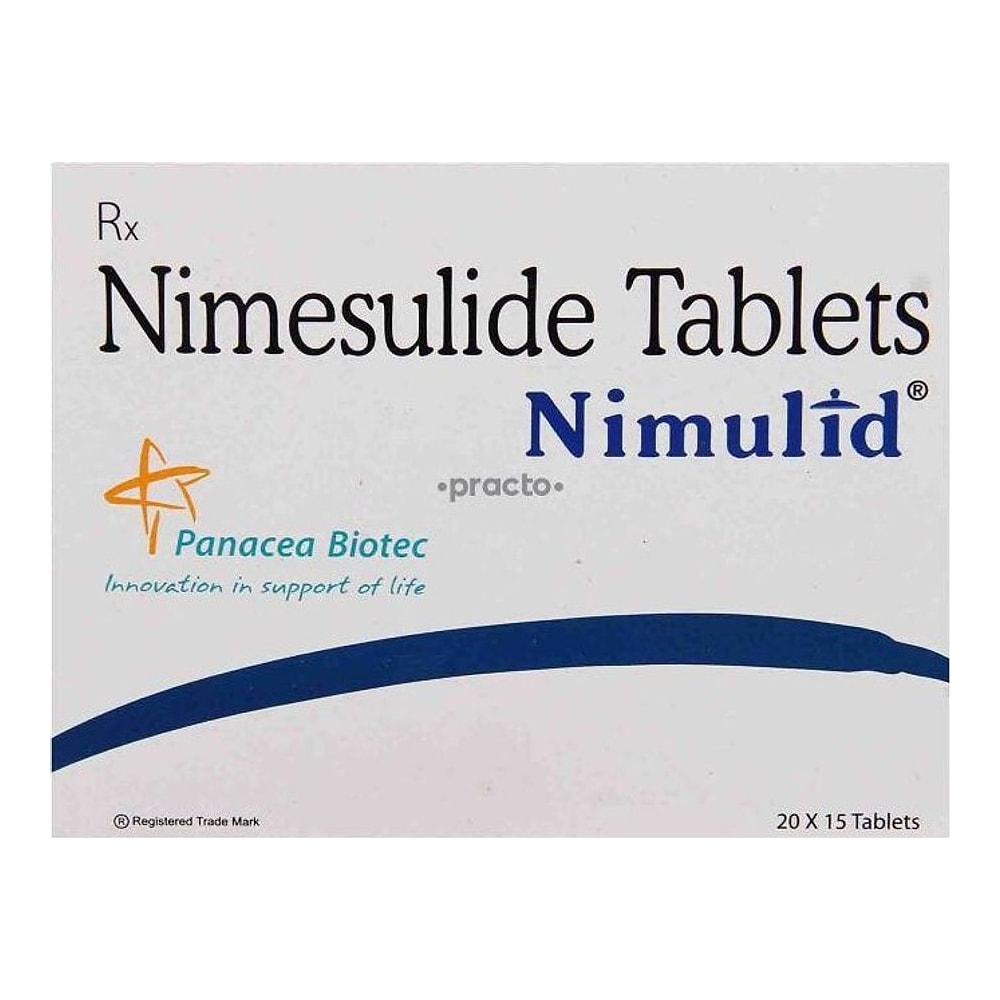 Rx
Nimesulide Tablets
Nimulid®
•practo•
Panacea Biotec
Innovation in support of life
® Registered Trade Mark
20 X 15 Tablets